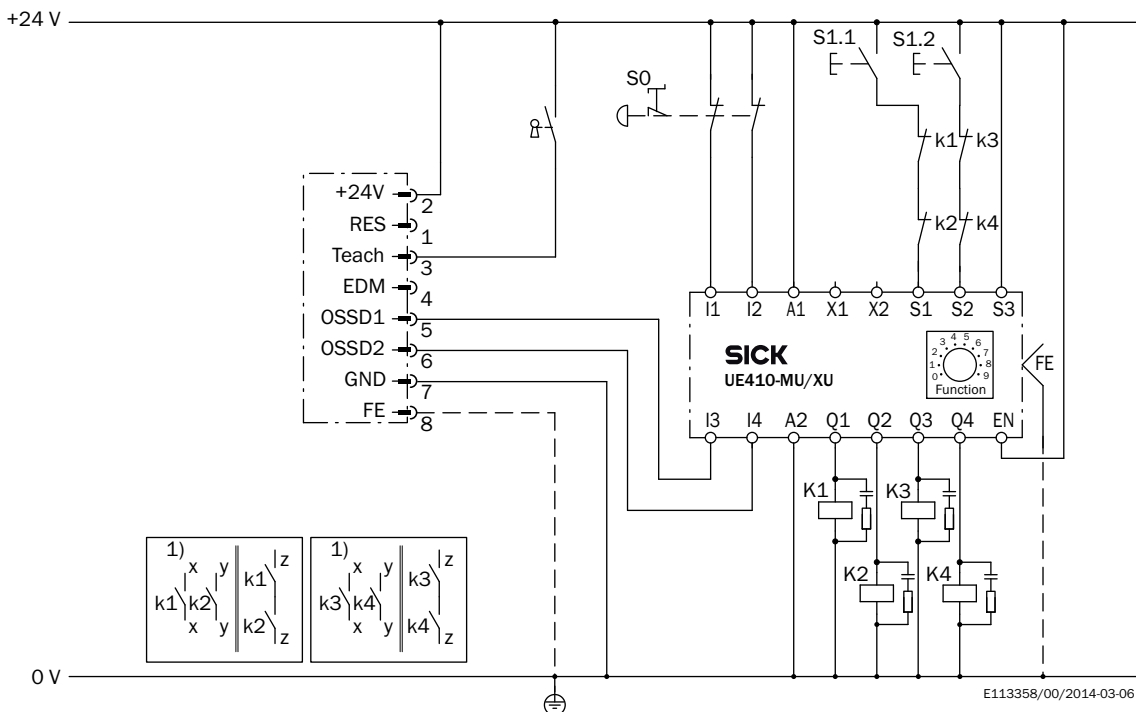 +24 V
S1.1 S1.2
S0
k1 k3
+24V 2
RES 1
k2 k4
Teach 3
EDM 4
I1 I2 A1 X1 X2 S1 S2 S3
OSSD1 5
OSSD2 6
SICK
UE410-MU/XU
0 1 2 3 4 5 6 7 8 9
Function
FE
GND 7
FE 8
I3 I4 A2 Q1 Q2 Q3 Q4 EN
K1 K3
K2 K4
1) 1)
x y z x y z
k1 k2 k1 k3 k4 k3
x y k2 z x y k4 z
0 V
E113358/00/2014-03-06